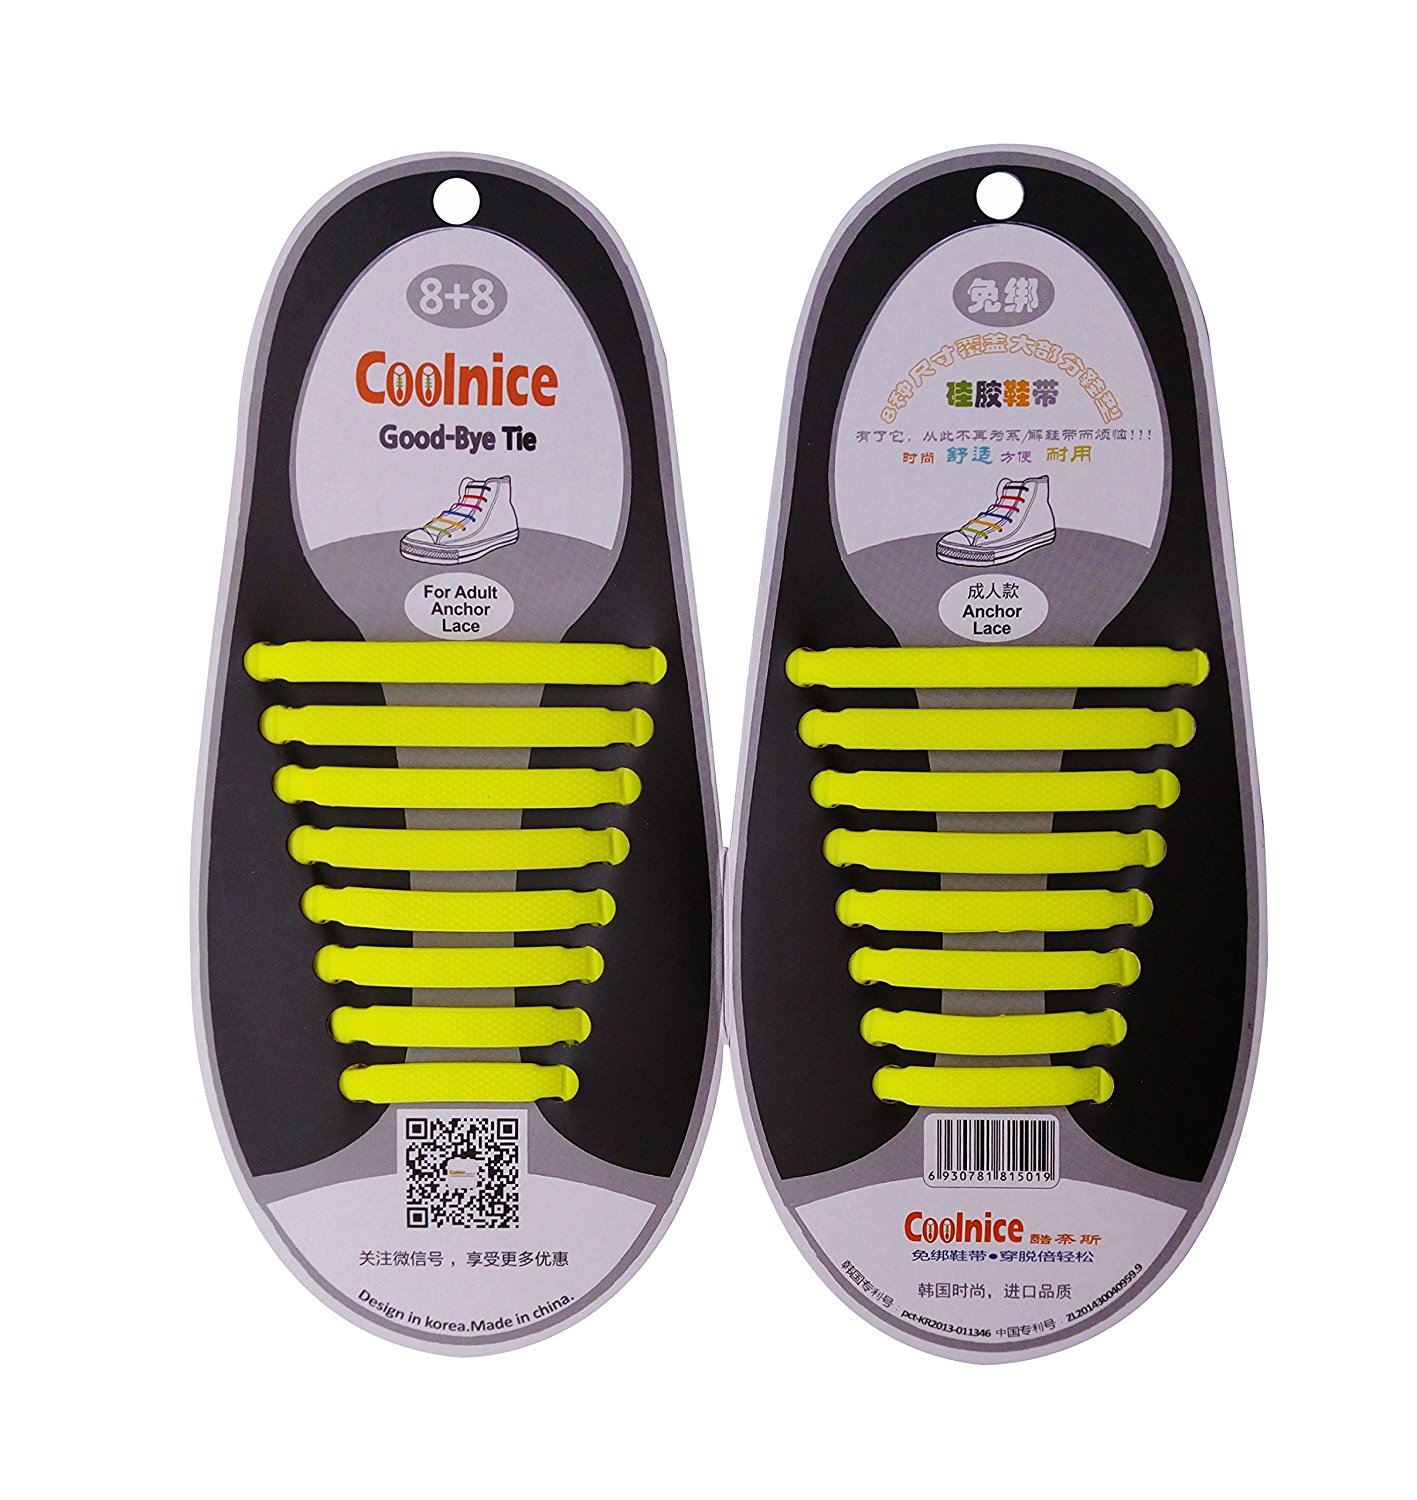 8+8
Coolnice
Good-Bye Tie
For Adult
Anchor
Lace
关注微信号，享受更多优惠
Design in korea.Made in china.
免绑
8种尺寸覆盖大部分鞋型
硅胶鞋带
有了它，从此不再为系/解鞋带而烦恼!!!
时尚 舒适 方便 耐用
成人款
Anchor
Lace
6 930781 815019
Coolnice 酷奈斯
免绑鞋带●穿脱倍轻松
韩国时尚，进口品质
韩国专利号：pct-KR2013-011346 中国专利号：ZL201430040959.9